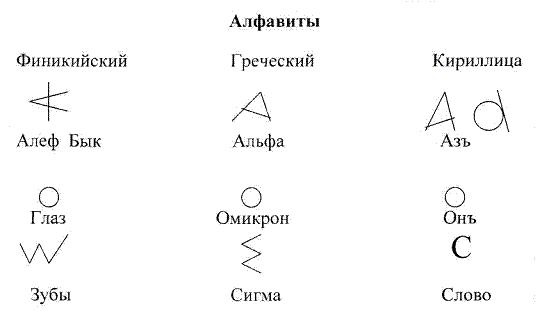 Алфавиты
Финикийский Греческий Кириллица
Алеф Бык Альфа Азъ
Глаз Омикрон Онъ
С
Зубы Сигма Слово